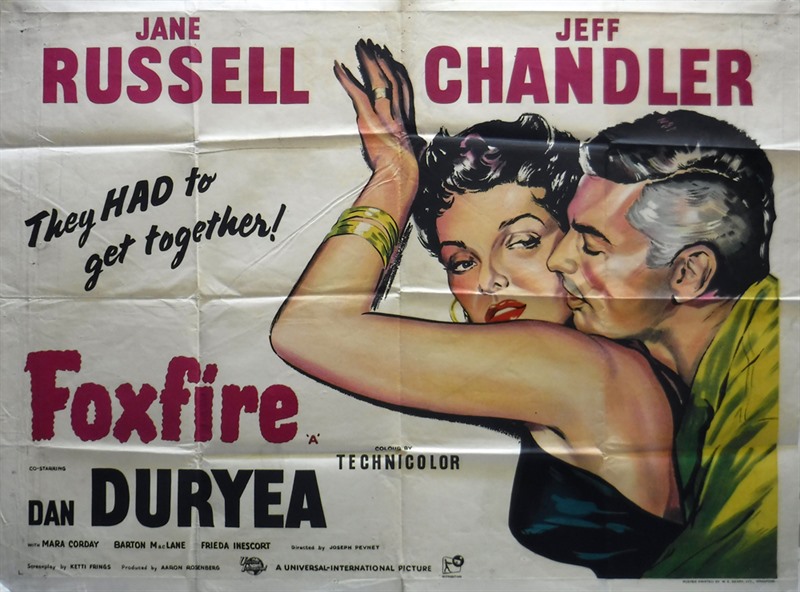 JANE RUSSELL
JEFF CHANDLER
They HAD to
get together!
Foxfire 'A'
COLOUR BY
TECHNICOLOR
CO-STARRING
DAN DURYEA
WITH MARA CORDAY BARTON MacLANE FRIEDA INESCORT Directed by JOSEPH PEVNEY
Screenplay by KETTI FRINGS Produced by AARON ROSENBERG A UNIVERSAL-INTERNATIONAL PICTURE